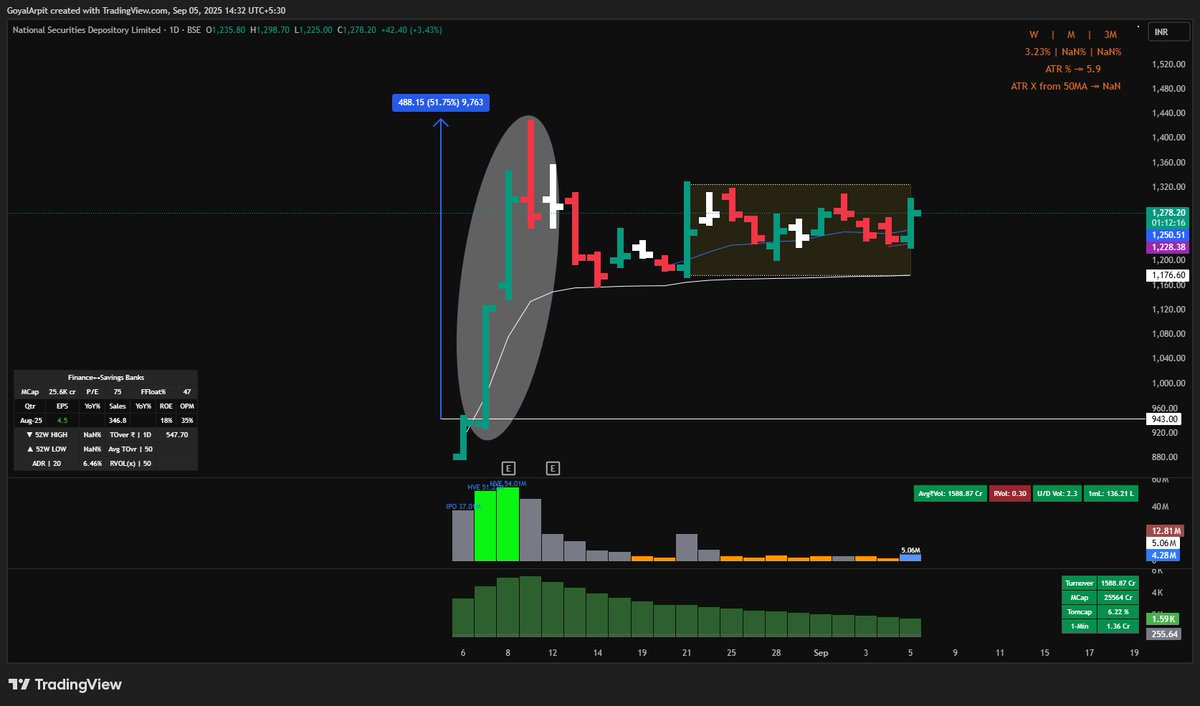 GoyalArpit created with TradingView.com, Sep 05, 2025 14:32 UTC+5:30
National Securities Depository Limited · 1D · BSE O1,235.80 H1,298.70 L1,225.00 C1,278.20 +42.40 (+3.43%)
INR
W | M | 3M
3.23% | NaN% | NaN%
ATR % ⇝ 5.9
ATR X from 50MA ⇝ NaN
488.15 (51.75%) 9,763
1,520.00
1,480.00
1,440.00
1,400.00
1,360.00
1,320.00
1,278.20
01:12:16
1,250.51
1,228.38
1,200.00
1,176.60
1,160.00
1,120.00
1,080.00
1,040.00
1,000.00
960.00
943.00
920.00
880.00
Finance↔Savings Banks
MCap 25.6K cr P/E 75 FFloat% 47
Qtr EPS YoY% Sales YoY% ROE OPM
Aug-25 4.5 346.8 18% 35%
▼ 52W HIGH NaN% TOver ₹ | 1D 547.70
▲ 52W LOW NaN% Avg TOvr | 50
ADR | 20 6.46% RVOL(x) | 50
E E
HVE 54.01M
5.06M
Avg₹Vol: 1588.87 Cr RVol: 0.30 U/D Vol: 2.3 1mL: 136.21 L
60M
40M
12.81M
5.06M
4.28M
6K
4K
1.59K
255.64
Turnover 1588.87 Cr
MCap 25564 Cr
Tomcap 6.22 %
1-Min 1.36 Cr
6 8 12 14 19 21 25 28 Sep 3 5 9 11 15 17 19
TradingView